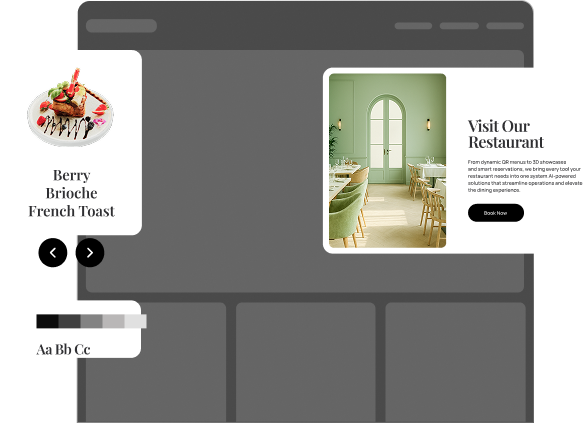 Berry
Brioche
French Toast
Visit Our
Restaurant
From dynamic QR menus to 3D showcases
and smart reservations, we bring every tool your
restaurant needs into one system AI-powered
solutions that streamline operations and elevate
the dining experience.
Book Now
Aa Bb Cc